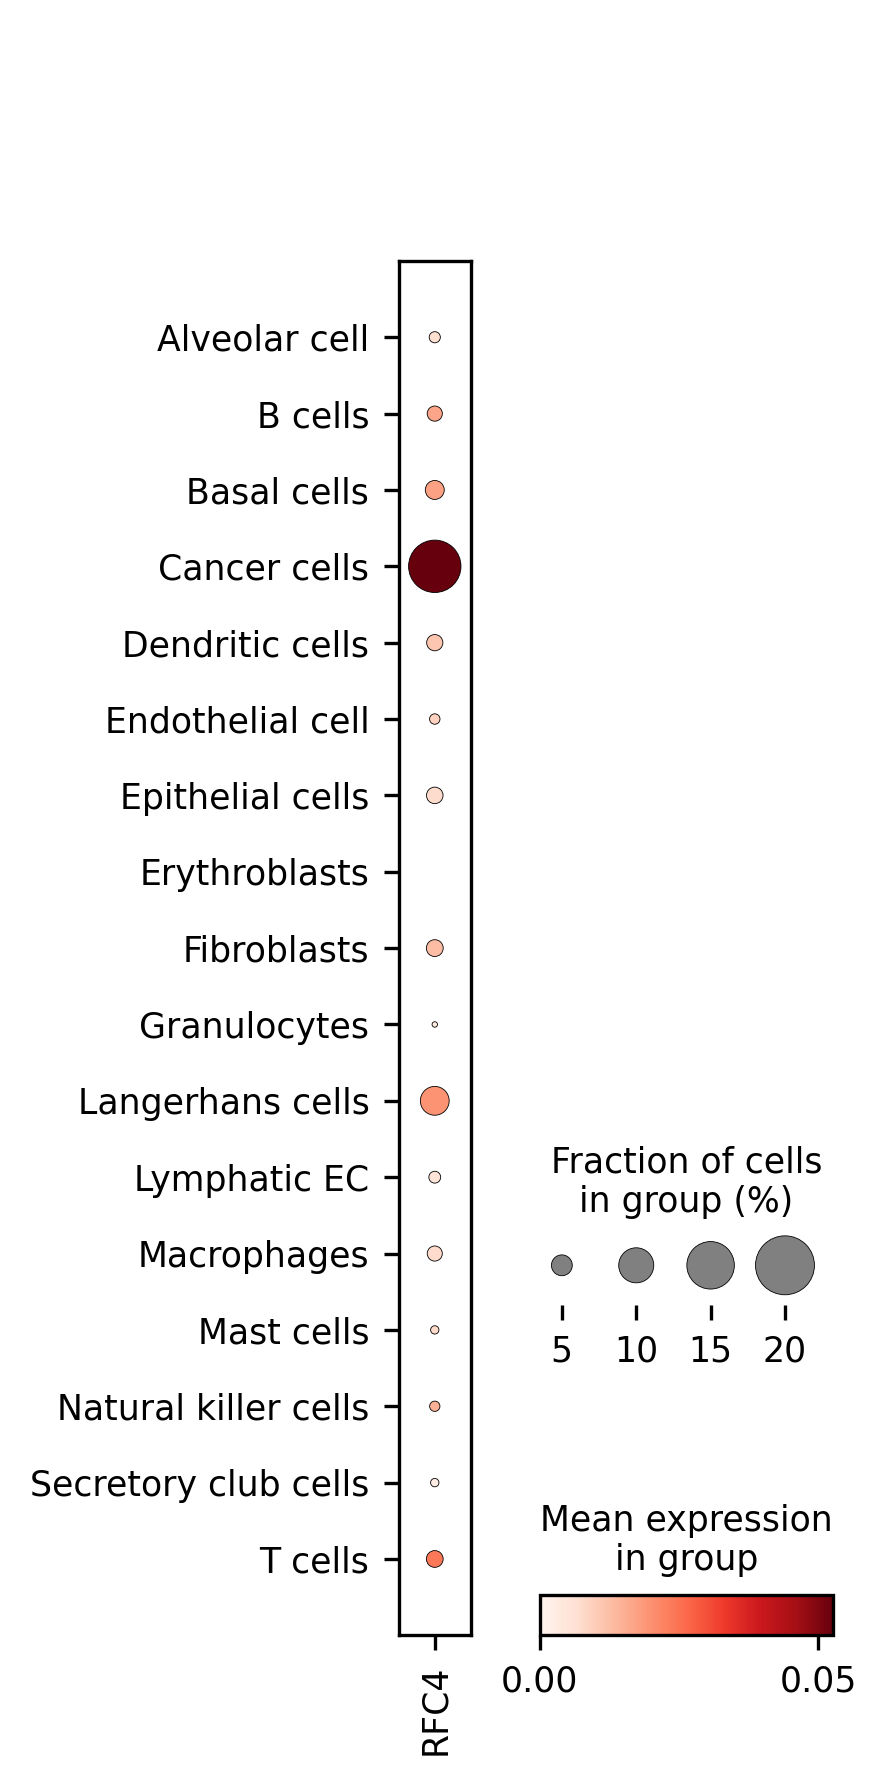 Alveolar cell
B cells
Basal cells
Cancer cells
Dendritic cells
Endothelial cell
Epithelial cells
Erythroblasts
Fibroblasts
Granulocytes
Langerhans cells
Lymphatic EC
Macrophages
Mast cells
Natural killer cells
Secretory club cells
T cells
RFC4
Fraction of cells
in group (%)
5 10 15 20
Mean expression
in group
0.00 0.05